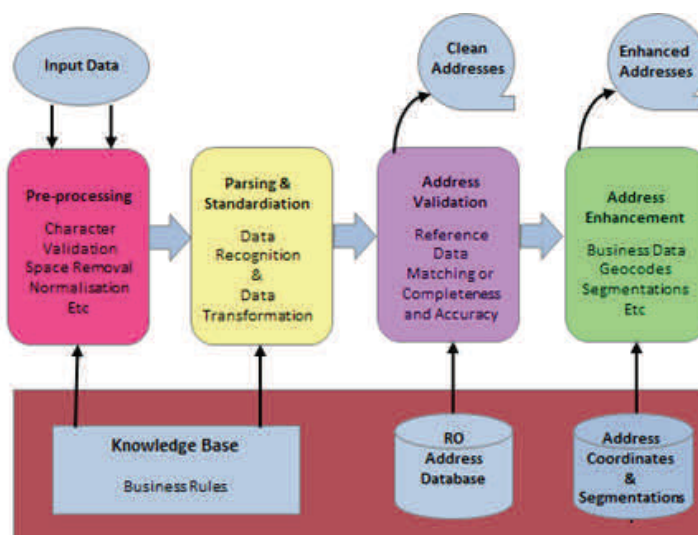 Input Data
Clean
Addresses
Enhanced
Addresses
Pre-processing
Character
Validation
Space Removal
Normalisation
Etc
Parsing &
Standardiation
Data
Recognition
&
Data
Transformation
Address
Validation
Reference
Data
Matching or
Completeness
and Accuracy
Address
Enhancement
Business Data
Geocodes
Segmentations
Etc
Knowledge Base
Business Rules
RO
Address
Database
Address
Coordinates
&
Segmentations